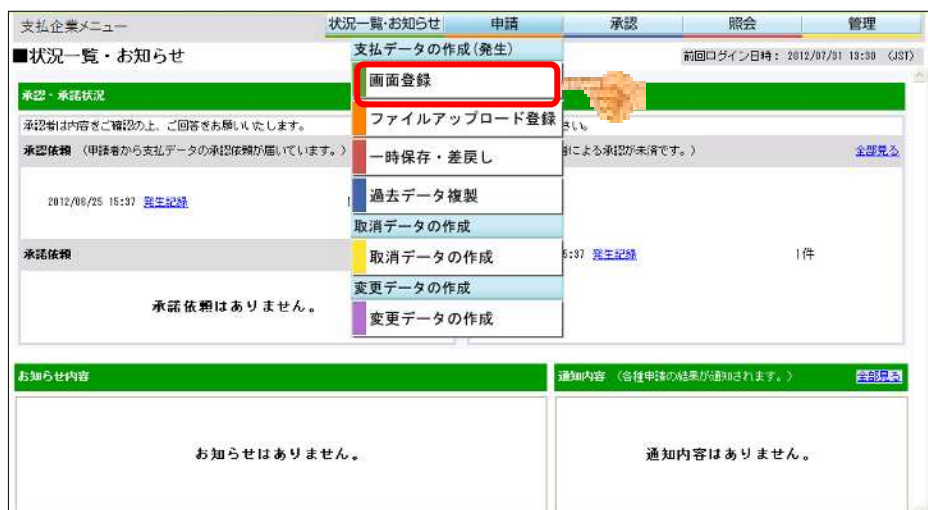 支払企業メニュー
状況一覧・お知らせ
申請
承認
照会
管理
■状況一覧・お知らせ
前回ログイン日時: 2012/07/31 13:30 (JST)
支払データの作成(発生)
画面登録
ファイルアップロード登録
一時保存・差戻し
過去データ複製
取消データの作成
取消データの作成
変更データの作成
変更データの作成
承認・承諾状況
承認者は内容をご確認の上、ご回答をお願いいたします。
さい。
承認依頼 (申請者から支払データの承認依頼が届いています。)
による承認が未済です。)
全部見る
2012/06/25 15:37 発生記録
承諾依頼
5:37 発生記録
1件
承諾依頼はありません。
お知らせ内容
通知内容 (各種申請の結果が通知されます。)
全部見る
お知らせはありません。
通知内容はありません。